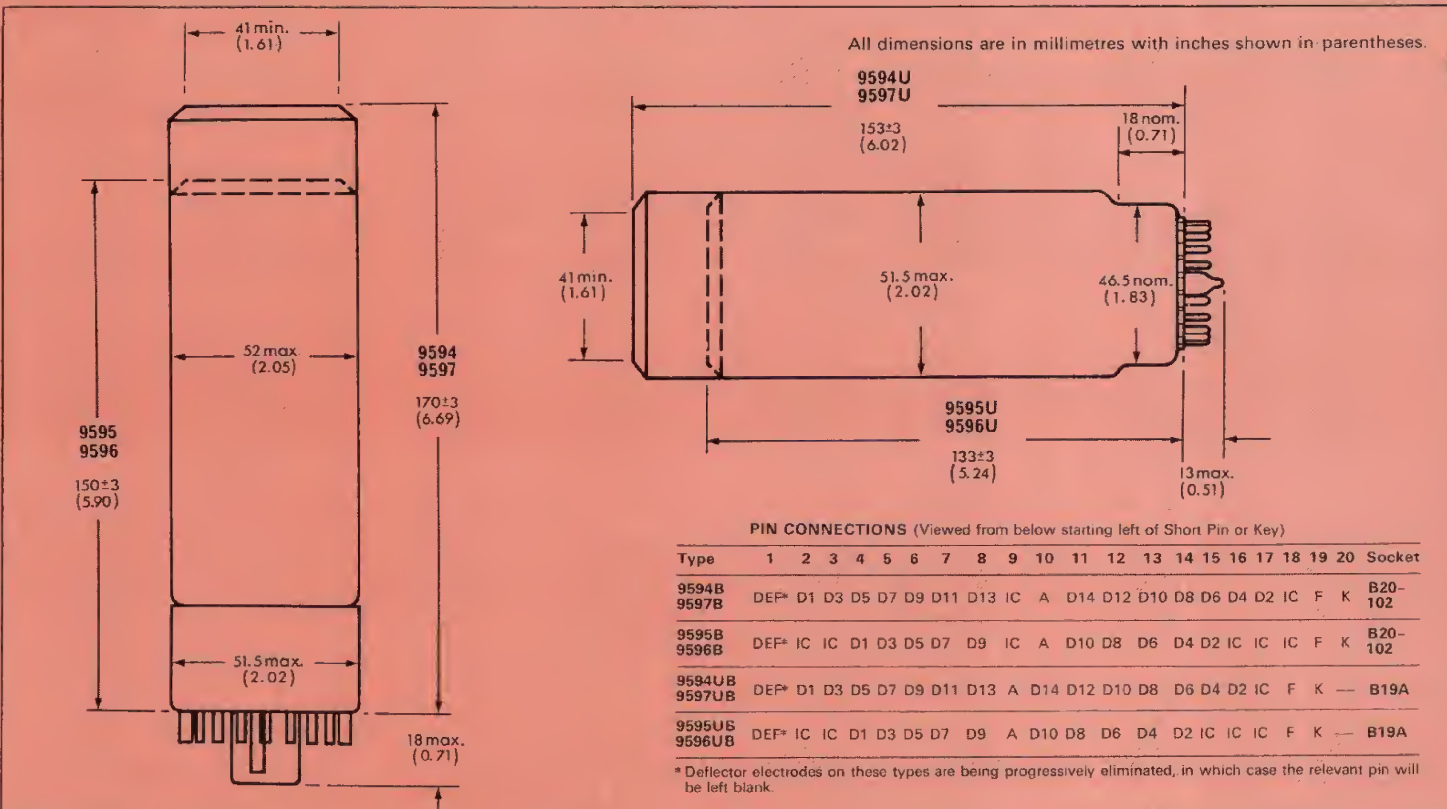 All dimensions are in millimetres with inches shown in parentheses.
41 min.
(1.61)
52 max.
(2.05)
9595
9596
150±3
(5.90)
9594
9597
170±3
(6.69)
51.5 max.
(2.02)
18 max.
(0.71)
9594U
9597U
153±3
(6.02)
18 nom.
(0.71)
41 min.
(1.61)
51.5 max.
(2.02)
46.5 nom.
(1.83)
9595U
9596U
133±3
(5.24)
13 max.
(0.51)
PIN CONNECTIONS (Viewed from below starting left of Short Pin or Key)
Type 1 2 3 4 5 6 7 8 9 10 11 12 13 14 15 16 17 18 19 20 Socket
9594B
9597B DEF* D1 D3 D5 D7 D9 D11 D13 IC A D14 D12 D10 D8 D6 D4 D2 IC F K B20-
102
9595B
9596B DEF* IC IC D1 D3 D5 D7 D9 IC A D10 D8 D6 D4 D2 IC IC IC F K B20-
102
9594UB
9597UB DEF* D1 D3 D5 D7 D9 D11 D13 A D14 D12 D10 D8 D6 D4 D2 IC F K — B19A
9595UB
9596UB DEF* IC IC D1 D3 D5 D7 D9 A D10 D8 D6 D4 D2 IC IC IC F K — B19A
* Deflector electrodes on these types are being progressively eliminated, in which case the relevant pin will
be left blank.